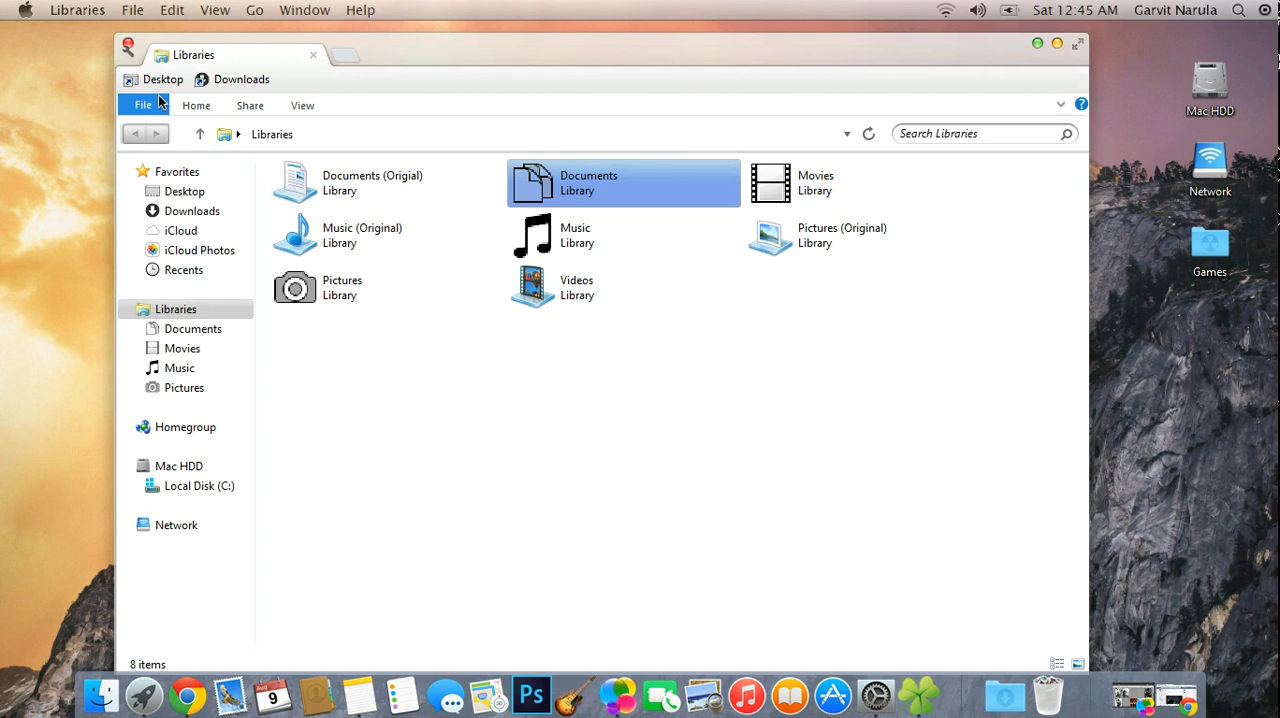 Libraries File Edit View Go Window Help Sat 12:45 AM Garvit Narula
Libraries
Desktop Downloads
File Home Share View
Libraries
Search Libraries
Favorites
Desktop
Downloads
iCloud
iCloud Photos
Recents
Libraries
Documents
Movies
Music
Pictures
Homegroup
Mac HDD
Local Disk (C:)
Network
Documents (Origial)
Library
Documents
Library
Movies
Library
Music (Original)
Library
Music
Library
Pictures (Original)
Library
Pictures
Library
Videos
Library
8 items
Mac HDD
Network
Games
Aug
9
Ps